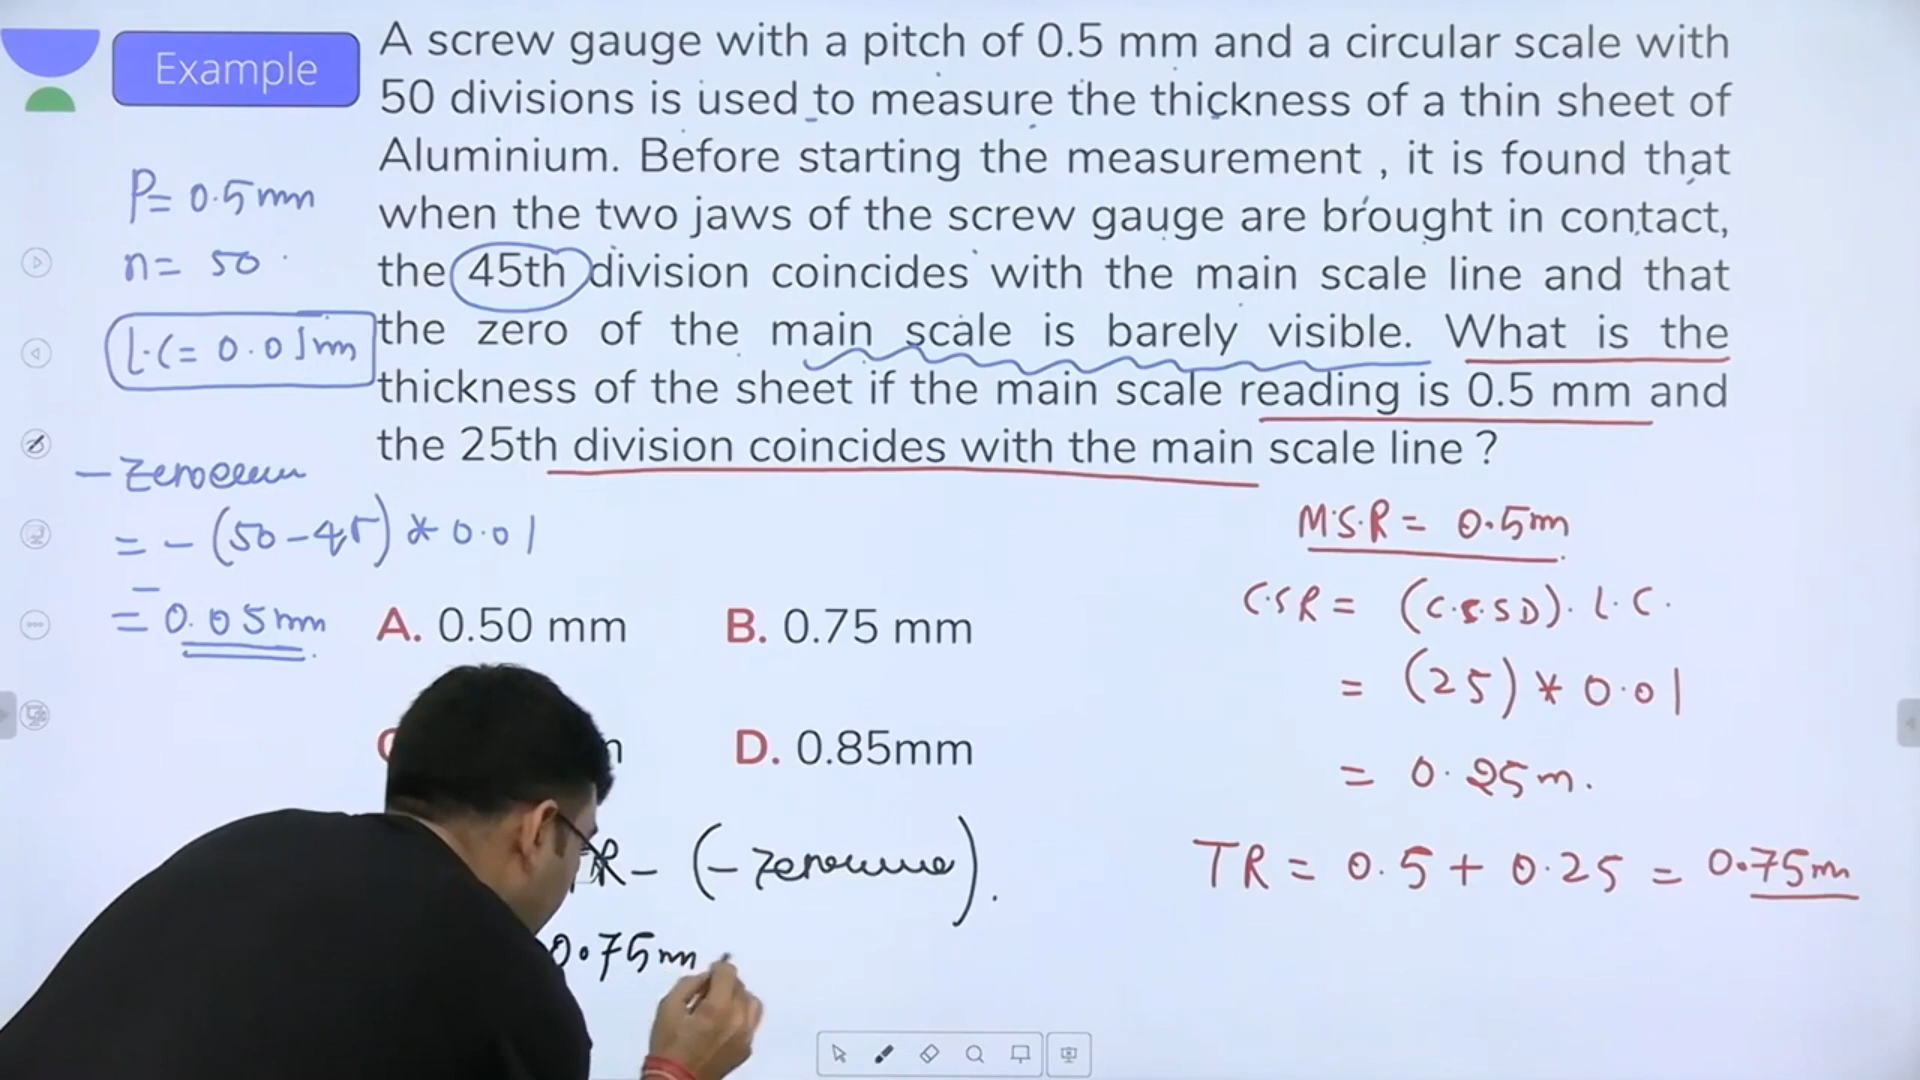 Example
A screw gauge with a pitch of 0.5 mm and a circular scale with
50 divisions is used to measure the thickness of a thin sheet of
Aluminium. Before starting the measurement , it is found that
when the two jaws of the screw gauge are brought in contact,
the 45th division coincides with the main scale line and that
the zero of the main scale is barely visible. What is the
thickness of the sheet if the main scale reading is 0.5 mm and
the 25th division coincides with the main scale line ?
P= 0.5mm
n= 50
L.C= 0.01mm
- Zero
= - (50-45) * 0.01
= - 0.05mm
A. 0.50 mm
B. 0.75 mm
D. 0.85mm
R - (- zero ).
0.75mm
M.S.R = 0.5m
C.S.R = (C.S.S.D). L.C.
= (25) * 0.01
= 0.25m.
TR = 0.5 + 0.25 = 0.75mm